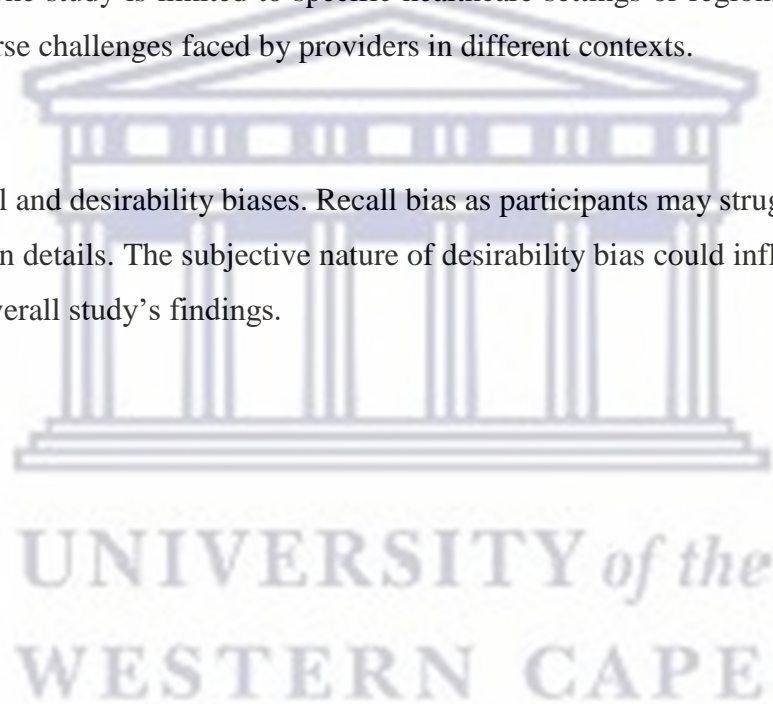 The study is limited to specific healthcare settings or regions
rse challenges faced by providers in different contexts.
l and desirability biases. Recall bias as participants may strug
n details. The subjective nature of desirability bias could infl
verall study's findings.
UNIVERSITY of the
WESTERN CAPE